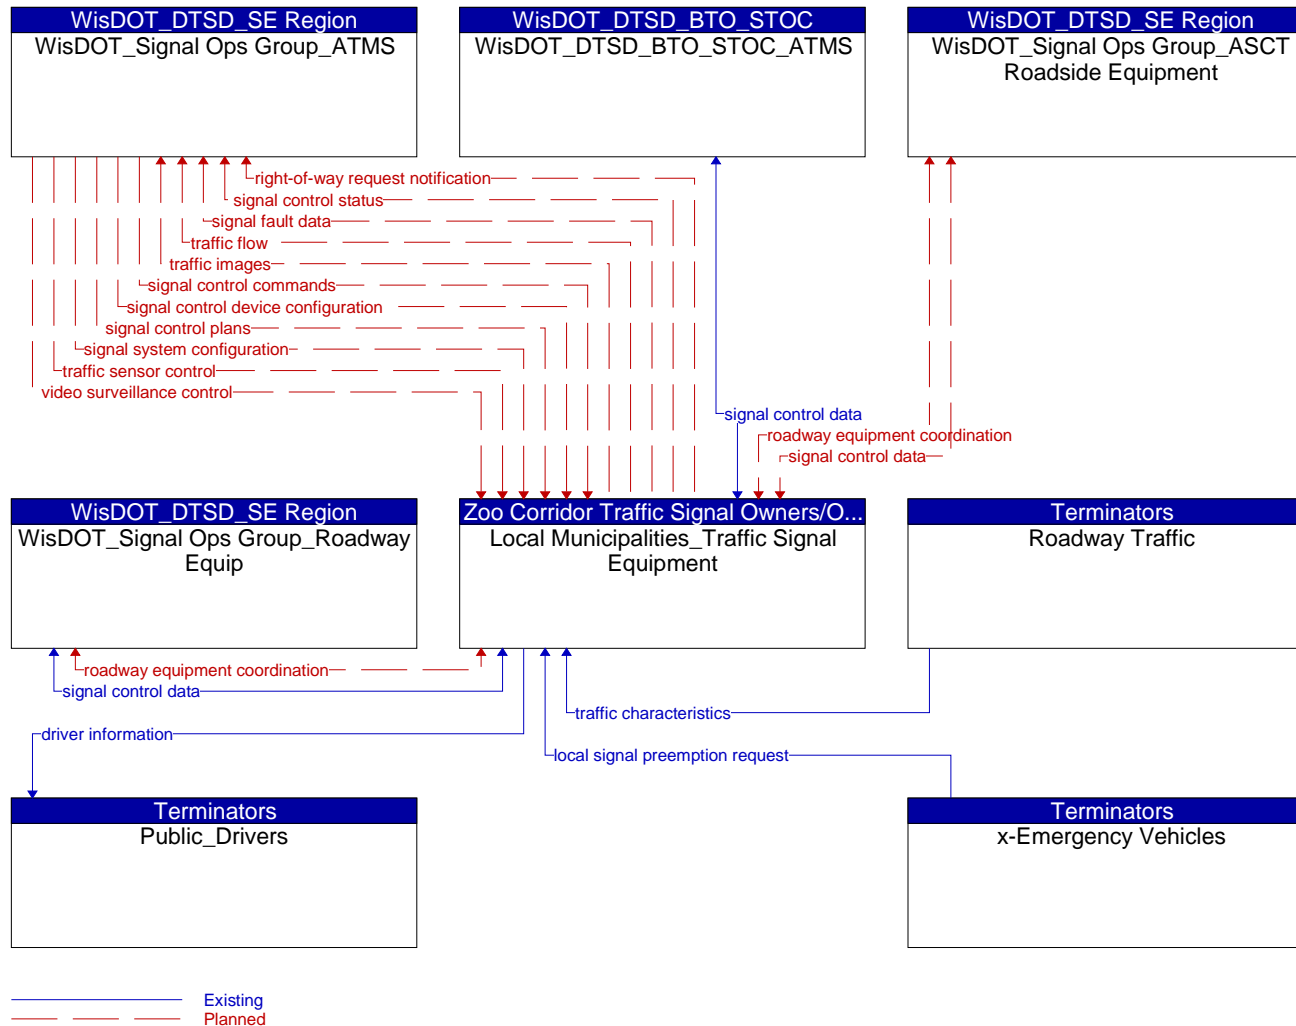 WisDOT_DTSD_SE Region
WisDOT_Signal Ops Group_ATMS
WisDOT_DTSD_BTO_STOC
WisDOT_DTSD_BTO_STOC_ATMS
WisDOT_DTSD_SE Region
WisDOT_Signal Ops Group_ASCT
Roadside Equipment
right-of-way request notification
signal control status
signal fault data
traffic flow
traffic images
signal control commands
signal control device configuration
signal control plans
signal system configuration
traffic sensor control
video surveillance control
signal control data
roadway equipment coordination
signal control data
WisDOT_DTSD_SE Region
WisDOT_Signal Ops Group_Roadway
Equip
Zoo Corridor Traffic Signal Owners/O...
Local Municipalities_Traffic Signal
Equipment
Terminators
Roadway Traffic
roadway equipment coordination
signal control data
traffic characteristics
driver information
local signal preemption request
Terminators
Public_Drivers
Terminators
x-Emergency Vehicles
Existing
Planned